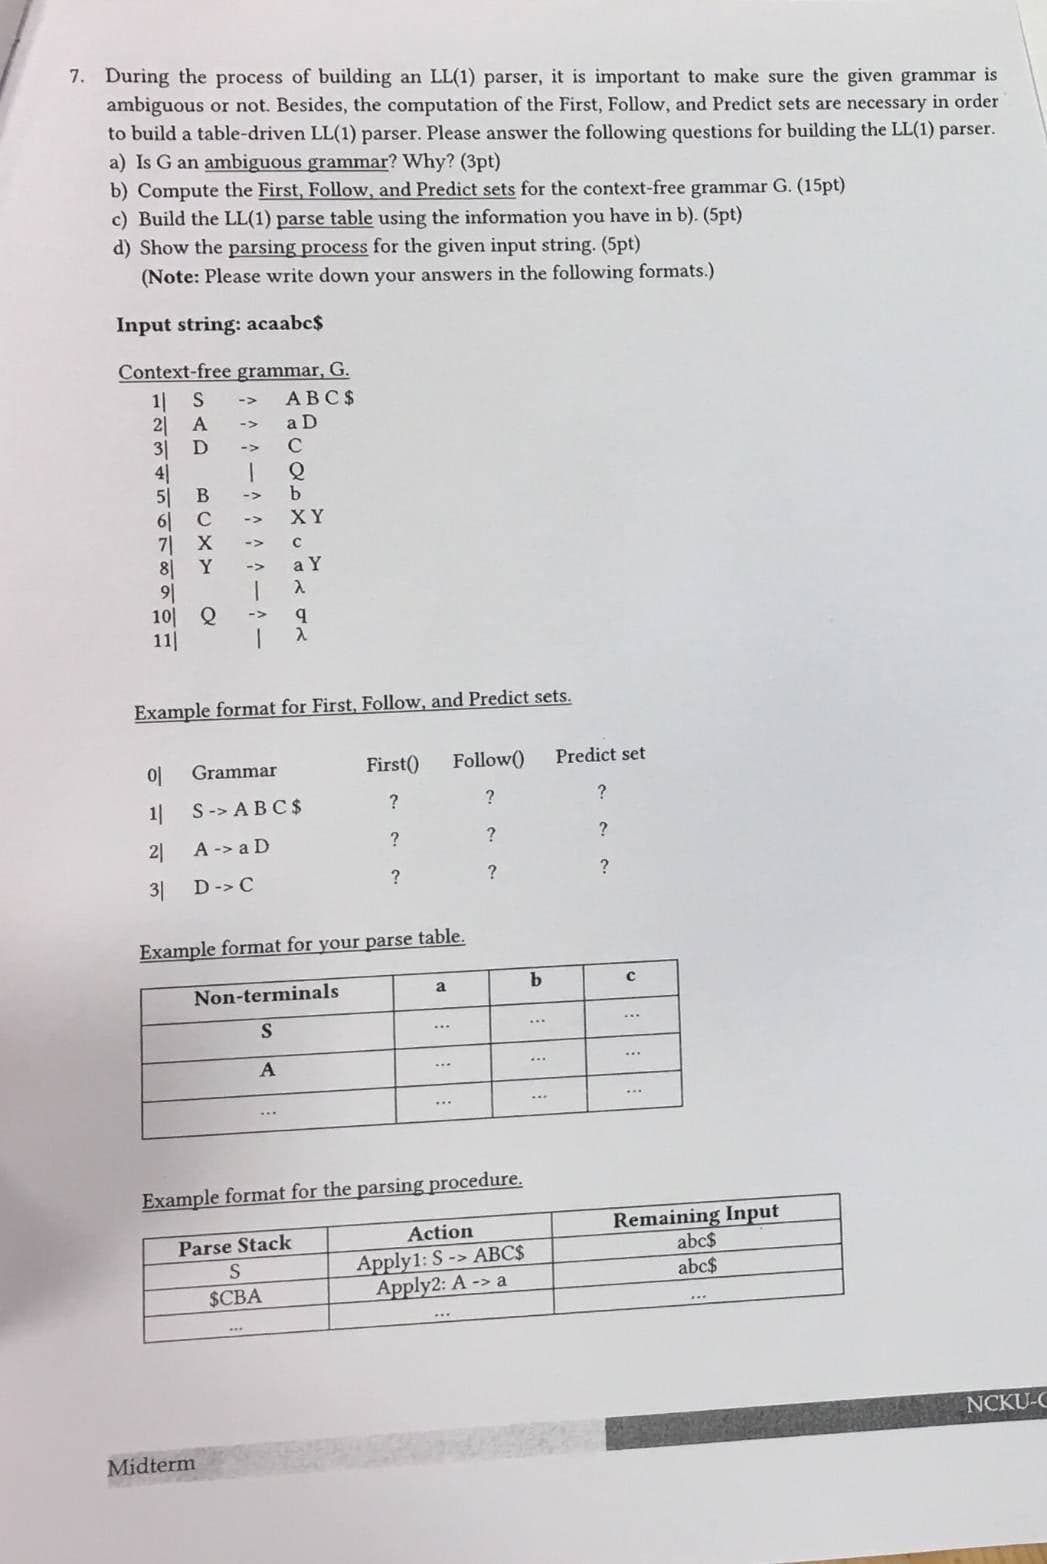 7. During the process of building an LL(1) parser, it is important to make sure the given grammar is
ambiguous or not. Besides, the computation of the First, Follow, and Predict sets are necessary in order
to build a table-driven LL(1) parser. Please answer the following questions for building the LL(1) parser.
a) Is G an ambiguous grammar? Why? (3pt)
b) Compute the First, Follow, and Predict sets for the context-free grammar G. (15pt)
c) Build the LL(1) parse table using the information you have in b). (5pt)
d) Show the parsing process for the given input string. (5pt)
(Note: Please write down your answers in the following formats.)
Input string: acaabc$
Context-free grammar, G.
1| S -> A B C $
2| A -> a D
3| D -> C
4| | Q
5| B -> b
6| C -> X Y
7| X -> c
8| Y -> a Y
9| | λ
10| Q -> q
11| | λ
Example format for First, Follow, and Predict sets.
0| Grammar First() Follow() Predict set
1| S -> A B C $ ? ? ?
2| A -> a D ? ? ?
3| D -> C ? ? ?
Example format for your parse table.
Non-terminals a b c
S ... ... ...
A ... ... ...
... ... ... ...
Example format for the parsing procedure.
Parse Stack Action Remaining Input
S Apply1: S -> ABC$ abc$
$CBA Apply2: A -> a abc$
... ... ...
NCKU-
Midterm